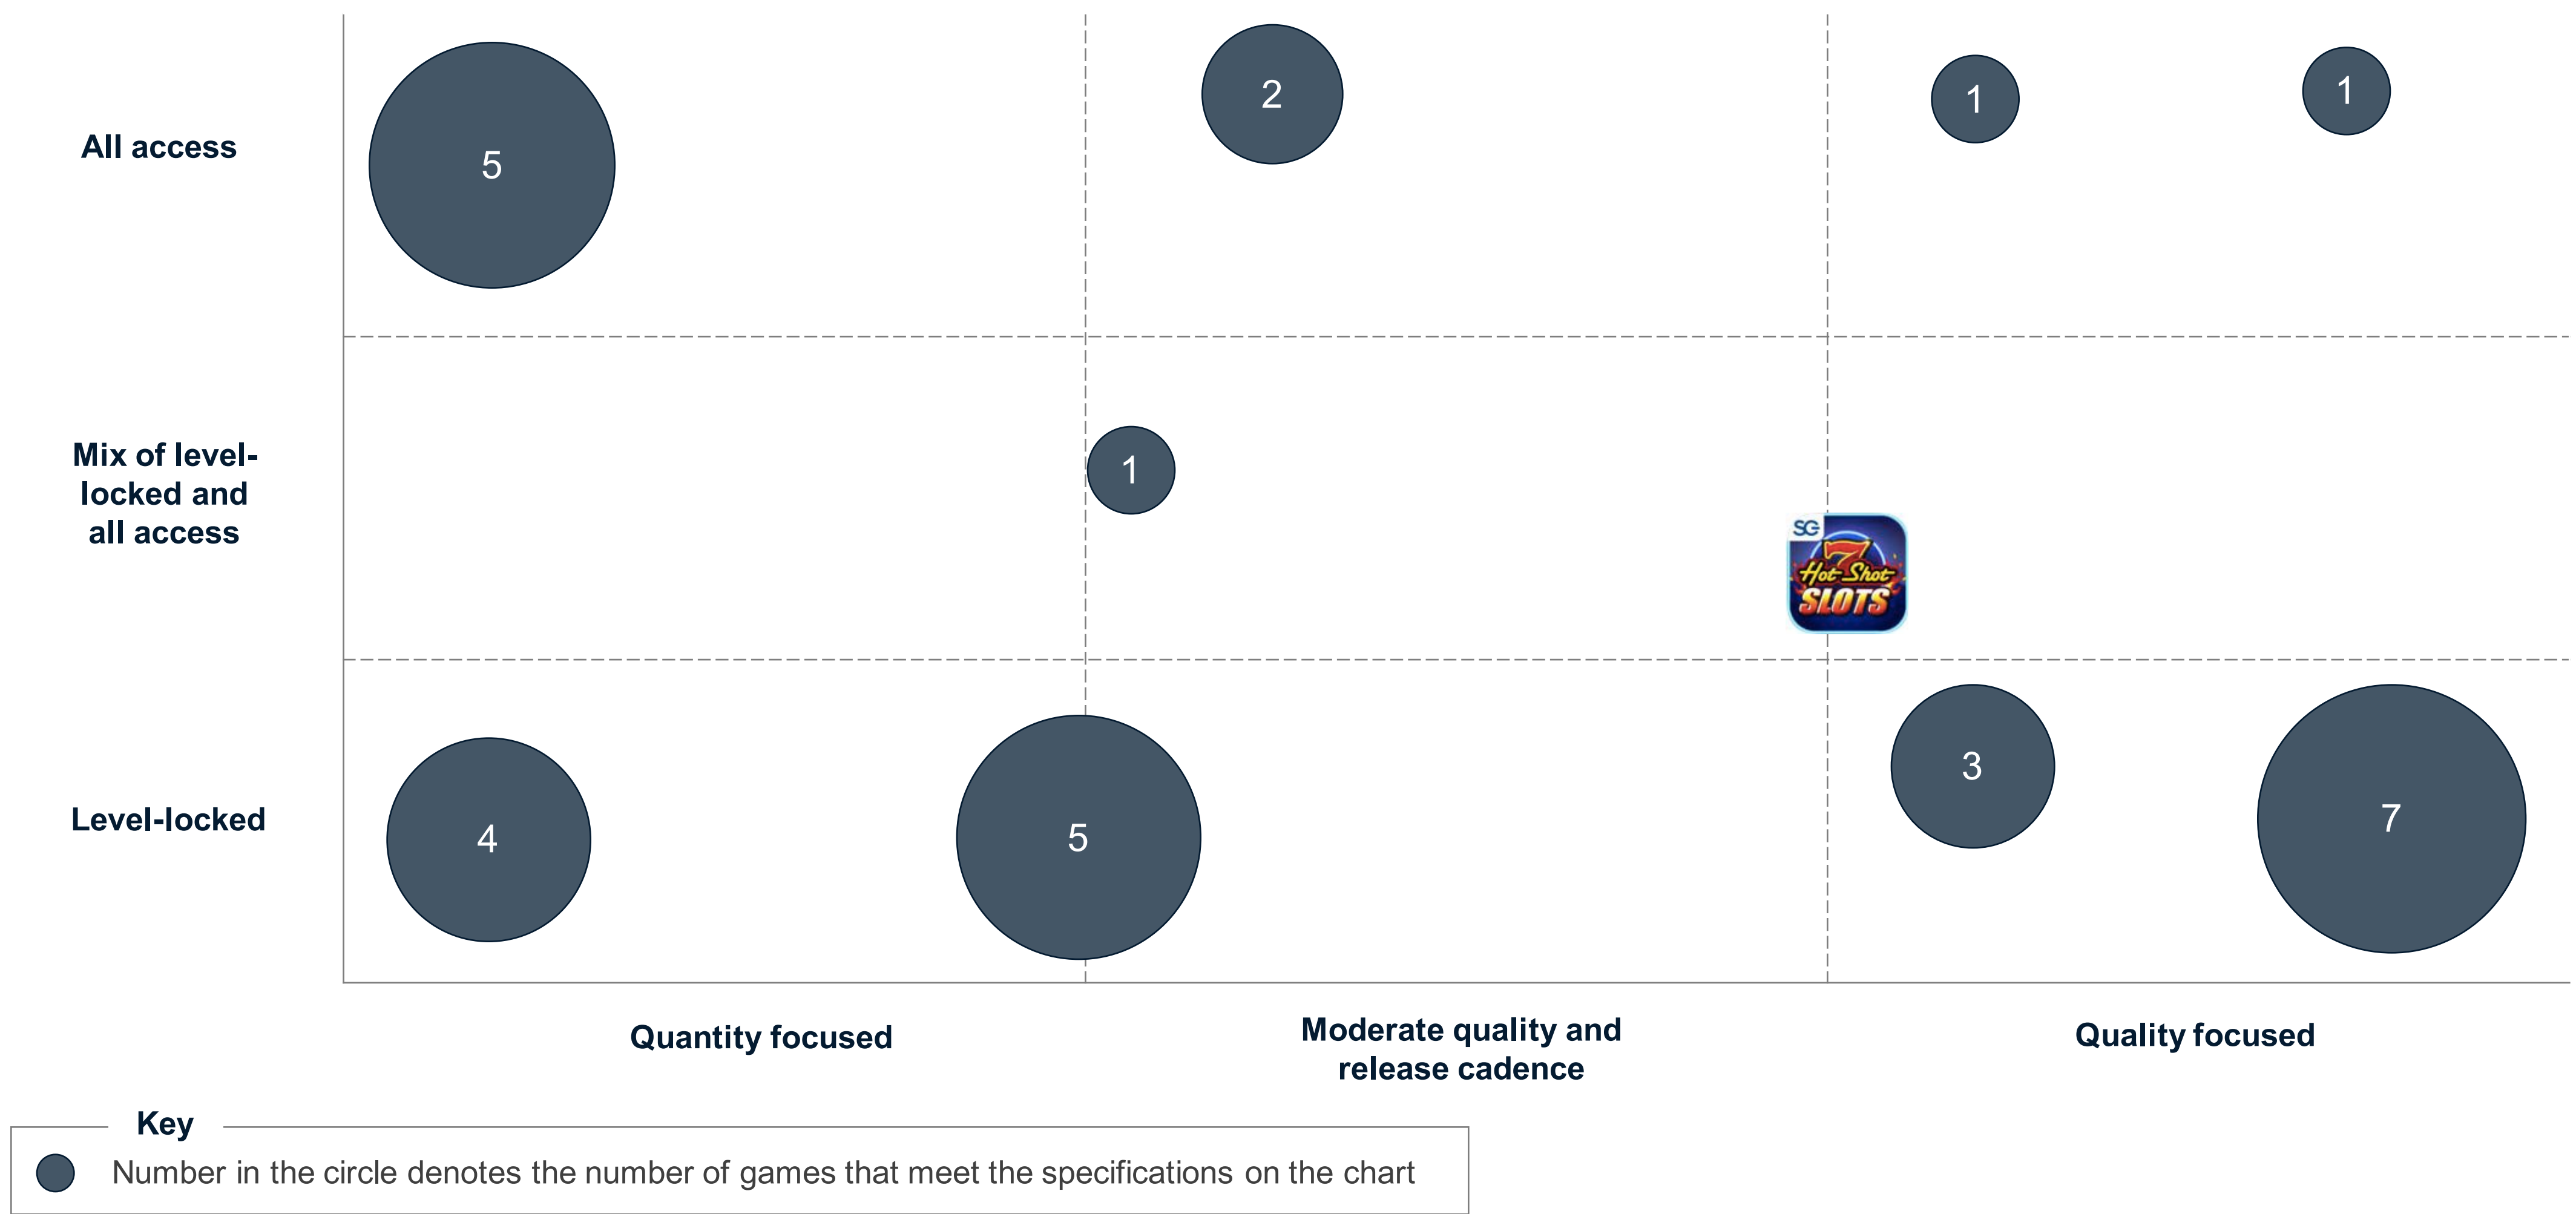 5
2
1
1
All access
Mix of level-
locked and
all access
1
SG
7
Hot Shot
SLOTS
Level-locked
4
5
3
7
Quantity focused
Moderate quality and
release cadence
Quality focused
Key
Number in the circle denotes the number of games that meet the specifications on the chart